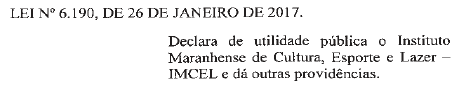 LEI Nº 6.190, DE 26 DE JANEIRO DE 2017.
Declara de utilidade pública o Instituto
Maranhense de Cultura, Esporte e Lazer –
IMCEL e dá outras providências.